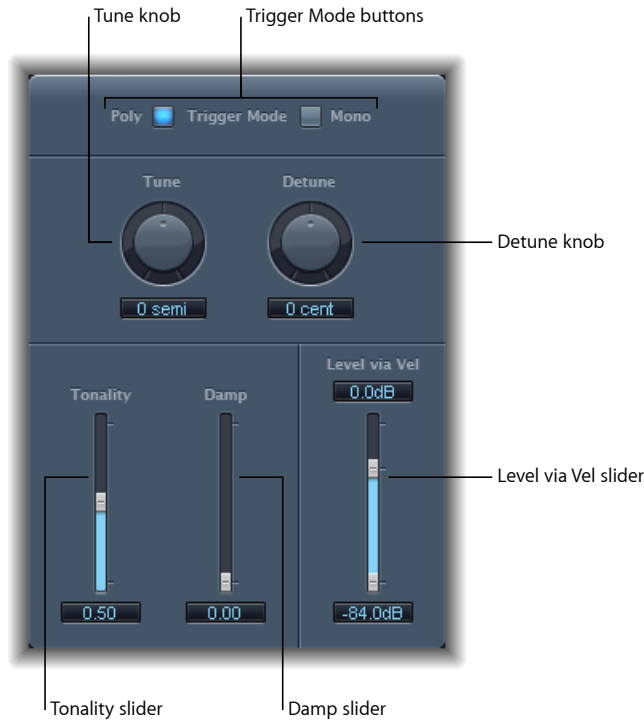 Tune knob
Trigger Mode buttons
Poly Trigger Mode Mono
Tune Detune
Detune knob
0 semi 0 cent
Level via Vel
0.0dB
Tonality Damp
Level via Vel slider
0.50 0.00 -84.0dB
Tonality slider
Damp slider